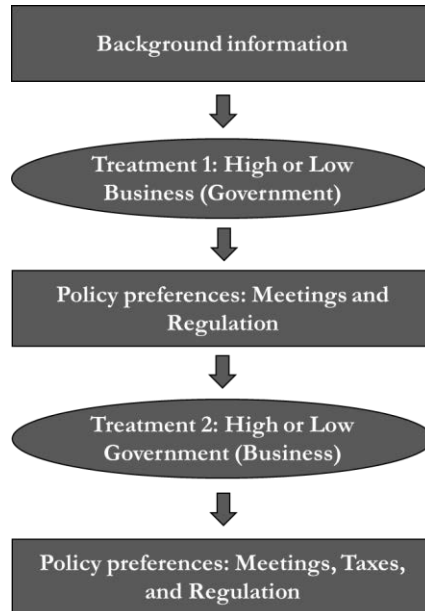 Background information
Treatment 1: High or Low
Business (Government)
Policy preferences: Meetings and
Regulation
Treatment 2: High or Low
Government (Business)
Policy preferences: Meetings, Taxes,
and Regulation